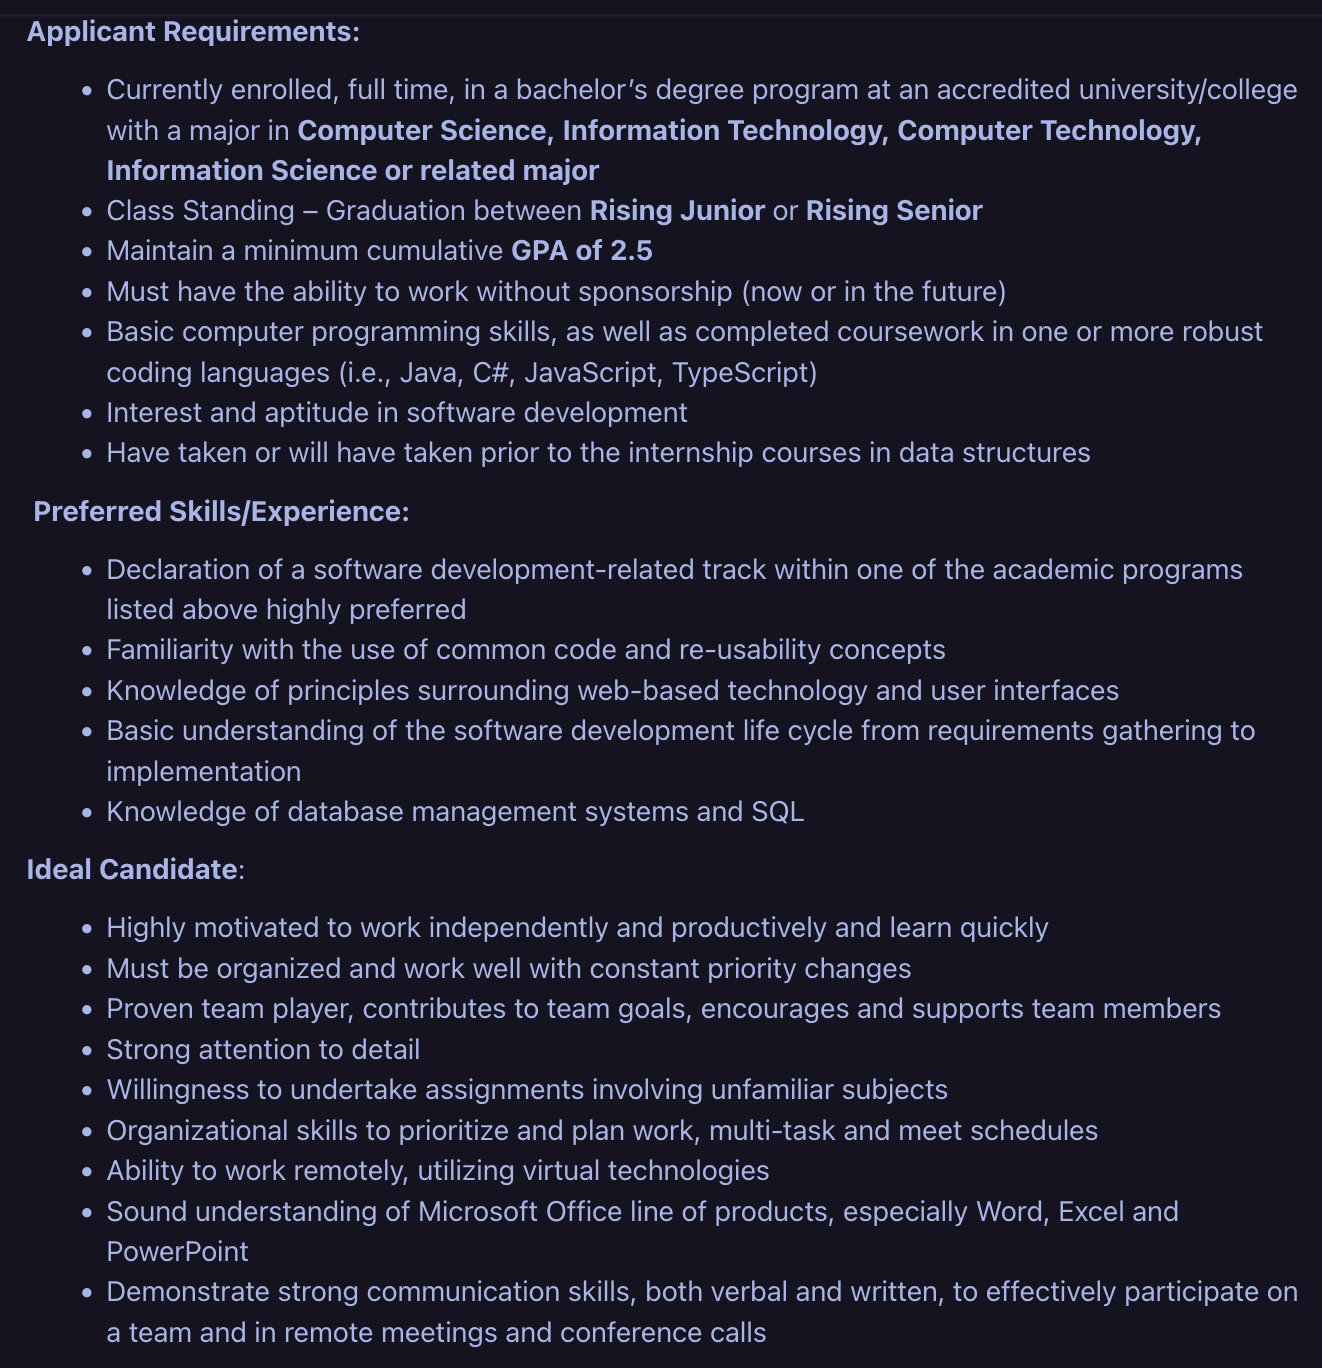 Applicant Requirements:
• Currently enrolled, full time, in a bachelor’s degree program at an accredited university/college
with a major in Computer Science, Information Technology, Computer Technology,
Information Science or related major
• Class Standing – Graduation between Rising Junior or Rising Senior
• Maintain a minimum cumulative GPA of 2.5
• Must have the ability to work without sponsorship (now or in the future)
• Basic computer programming skills, as well as completed coursework in one or more robust
coding languages (i.e., Java, C#, JavaScript, TypeScript)
• Interest and aptitude in software development
• Have taken or will have taken prior to the internship courses in data structures
Preferred Skills/Experience:
• Declaration of a software development-related track within one of the academic programs
listed above highly preferred
• Familiarity with the use of common code and re-usability concepts
• Knowledge of principles surrounding web-based technology and user interfaces
• Basic understanding of the software development life cycle from requirements gathering to
implementation
• Knowledge of database management systems and SQL
Ideal Candidate:
• Highly motivated to work independently and productively and learn quickly
• Must be organized and work well with constant priority changes
• Proven team player, contributes to team goals, encourages and supports team members
• Strong attention to detail
• Willingness to undertake assignments involving unfamiliar subjects
• Organizational skills to prioritize and plan work, multi-task and meet schedules
• Ability to work remotely, utilizing virtual technologies
• Sound understanding of Microsoft Office line of products, especially Word, Excel and
PowerPoint
• Demonstrate strong communication skills, both verbal and written, to effectively participate on
a team and in remote meetings and conference calls